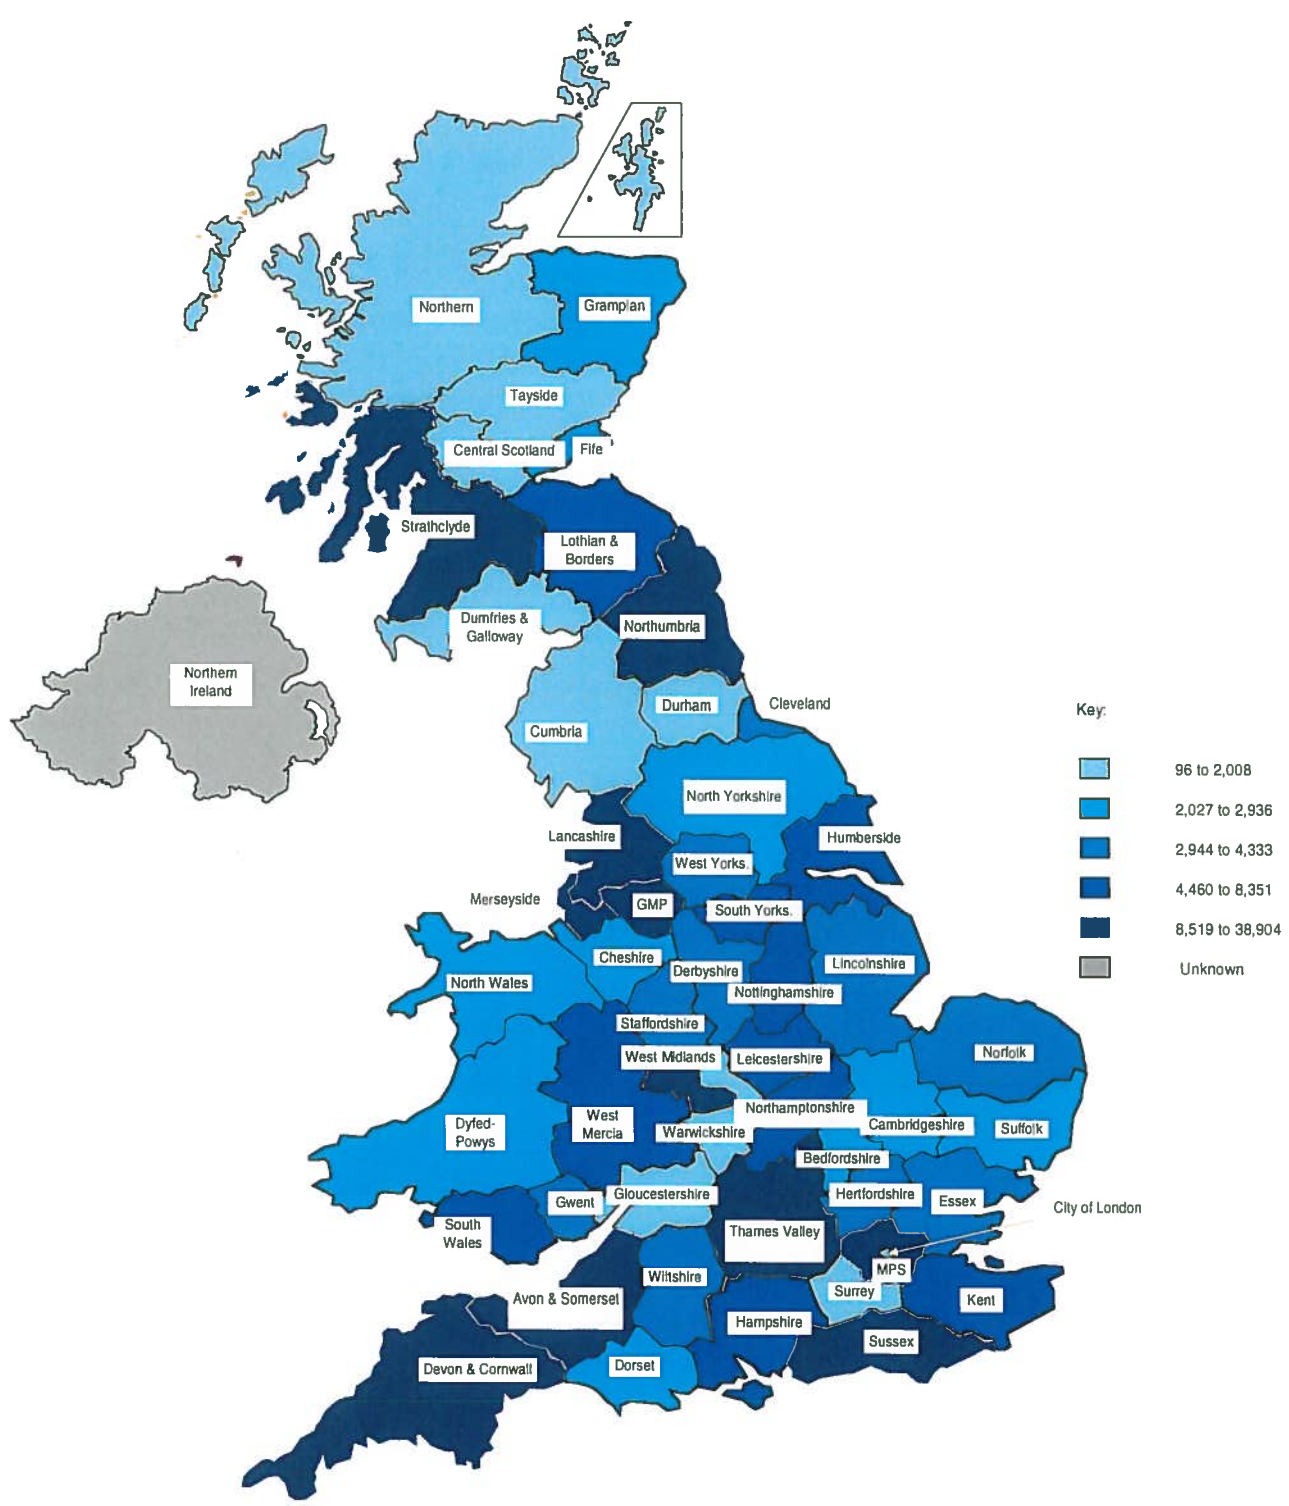 Northern
Grampian
Tayside
Central Scotland
Fife
Strathclyde
Lothian &
Borders
Dumfries &
Galloway
Northumbria
Northern
Ireland
Durham
Cleveland
Cumbria
Key:
96 to 2,008
2,027 to 2,936
2,944 to 4,333
4,460 to 8,351
8,519 to 38,904
Unknown
North Yorkshire
Lancashire
Humberside
West Yorks.
Merseyside
GMP
South Yorks.
Cheshire
Derbyshire
Lincolnshire
North Wales
Nottinghamshire
Staffordshire
West Midlands
Leicestershire
Norfolk
Northamptonshire
West
Mercia
Dyfed-
Powys
Warwickshire
Cambridgeshire
Suffolk
Bedfordshire
Gwent
Gloucestershire
Hertfordshire
Essex
City of London
South
Wales
Thames Valley
MPS
Wiltshire
Surrey
Avon & Somerset
Kent
Hampshire
Sussex
Devon & Cornwall
Dorset